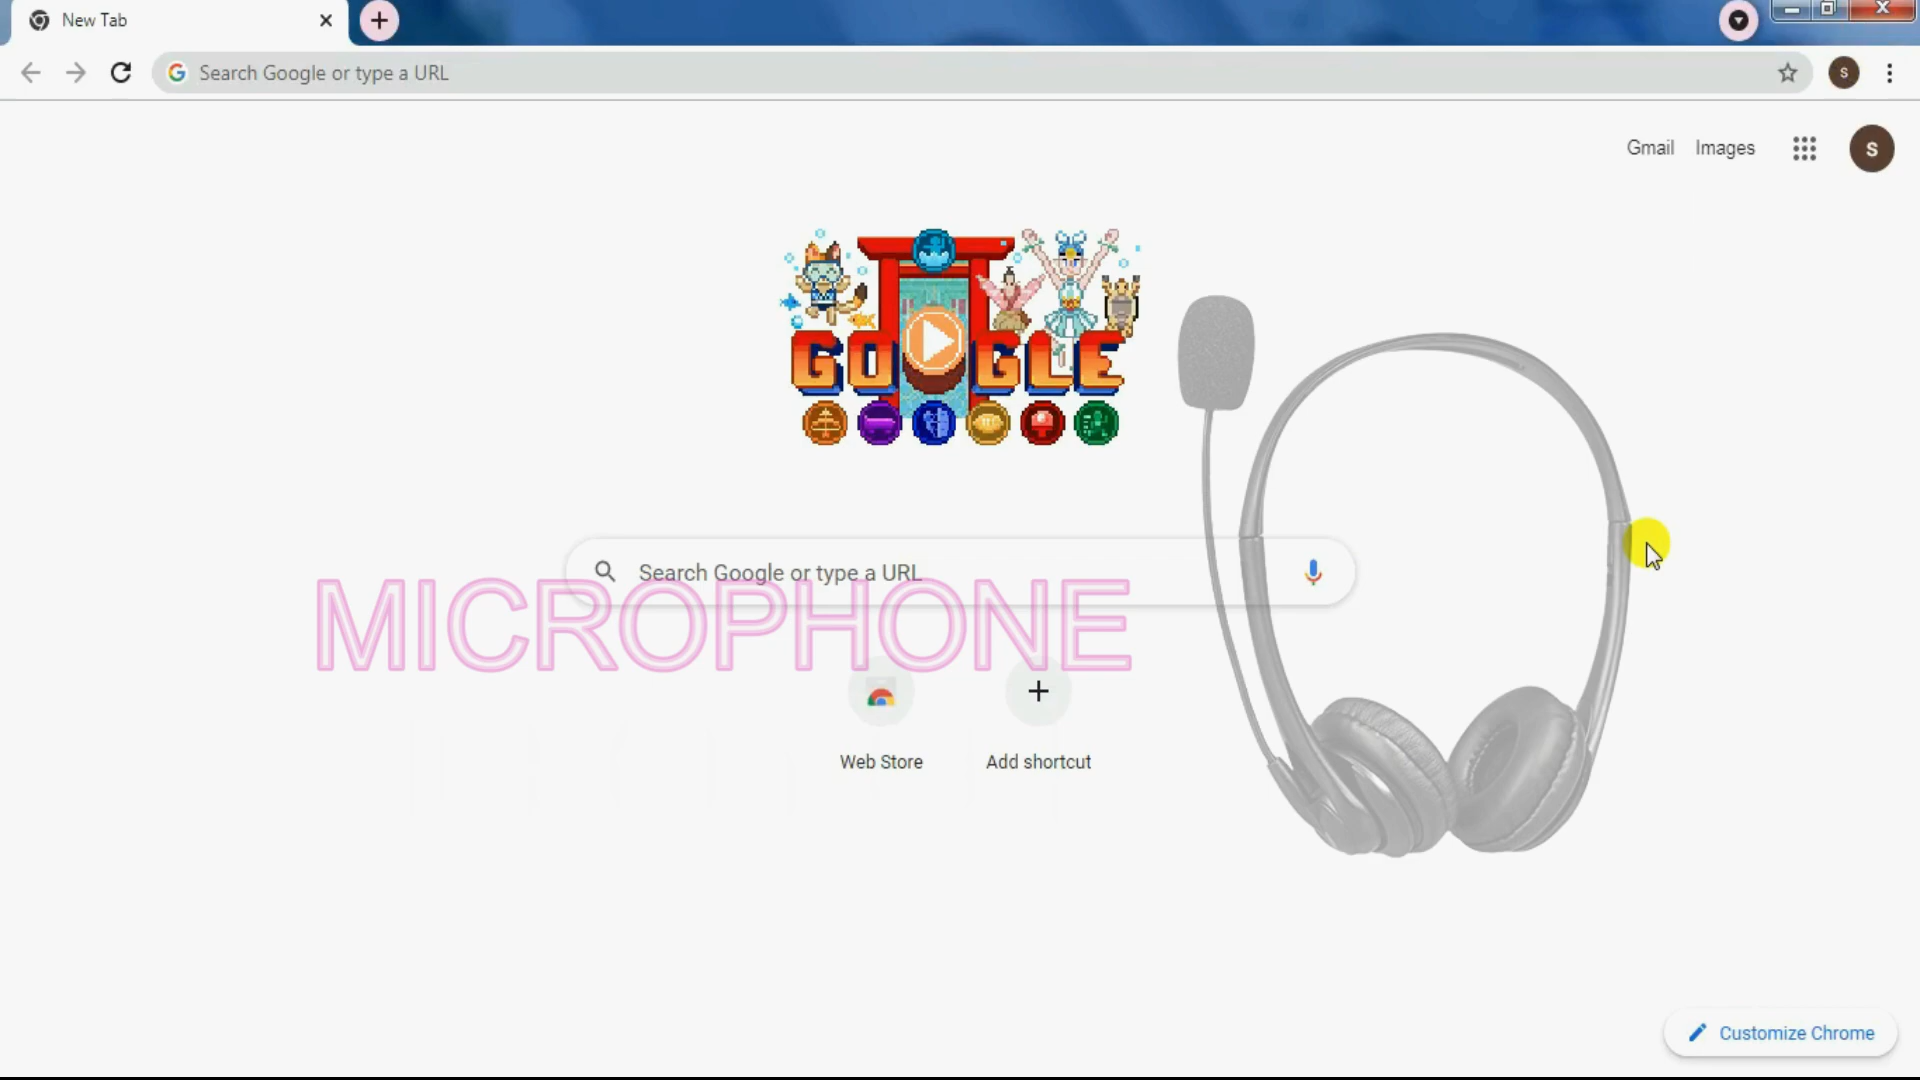 New Tab
Search Google or type a URL
S
Gmail Images
S
GOOGLE
Search Google or type a URL
MICROPHONE
Web Store Add shortcut
Customize Chrome